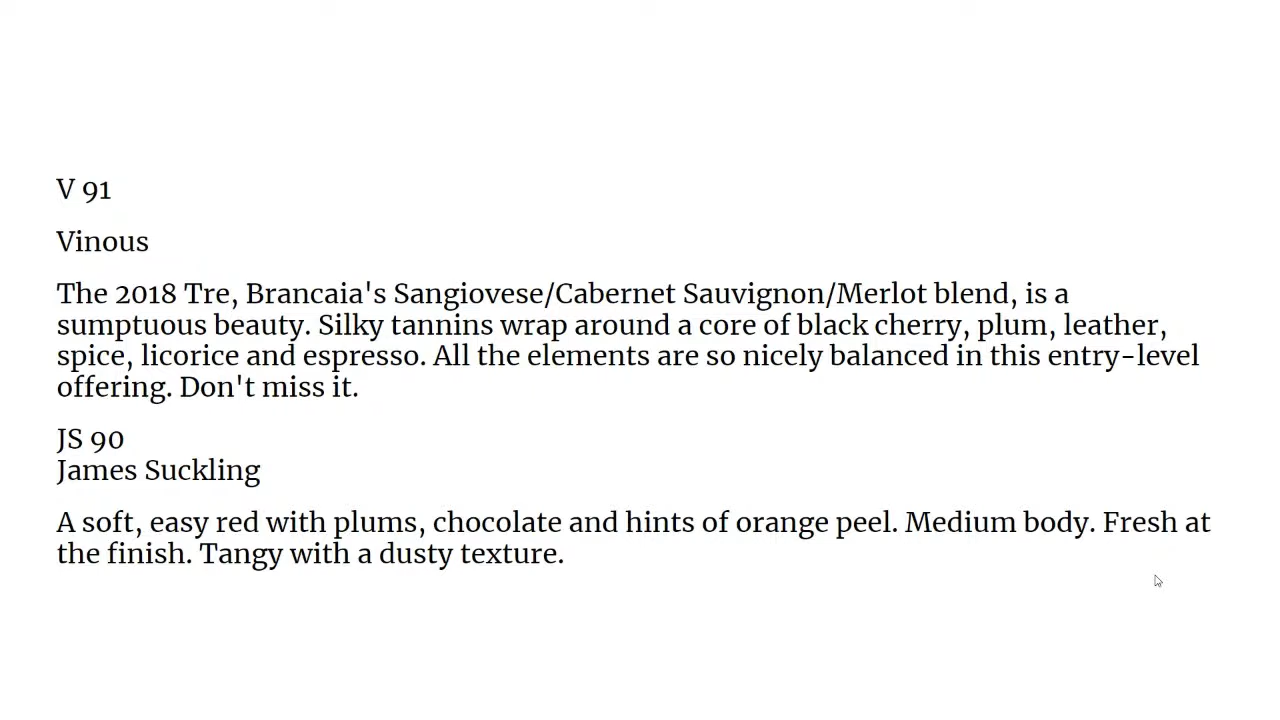 V 91
Vinous
The 2018 Tre, Brancaia's Sangiovese/Cabernet Sauvignon/Merlot blend, is a
sumptuous beauty. Silky tannins wrap around a core of black cherry, plum, leather,
spice, licorice and espresso. All the elements are so nicely balanced in this entry-level
offering. Don't miss it.
JS 90
James Suckling
A soft, easy red with plums, chocolate and hints of orange peel. Medium body. Fresh at
the finish. Tangy with a dusty texture.